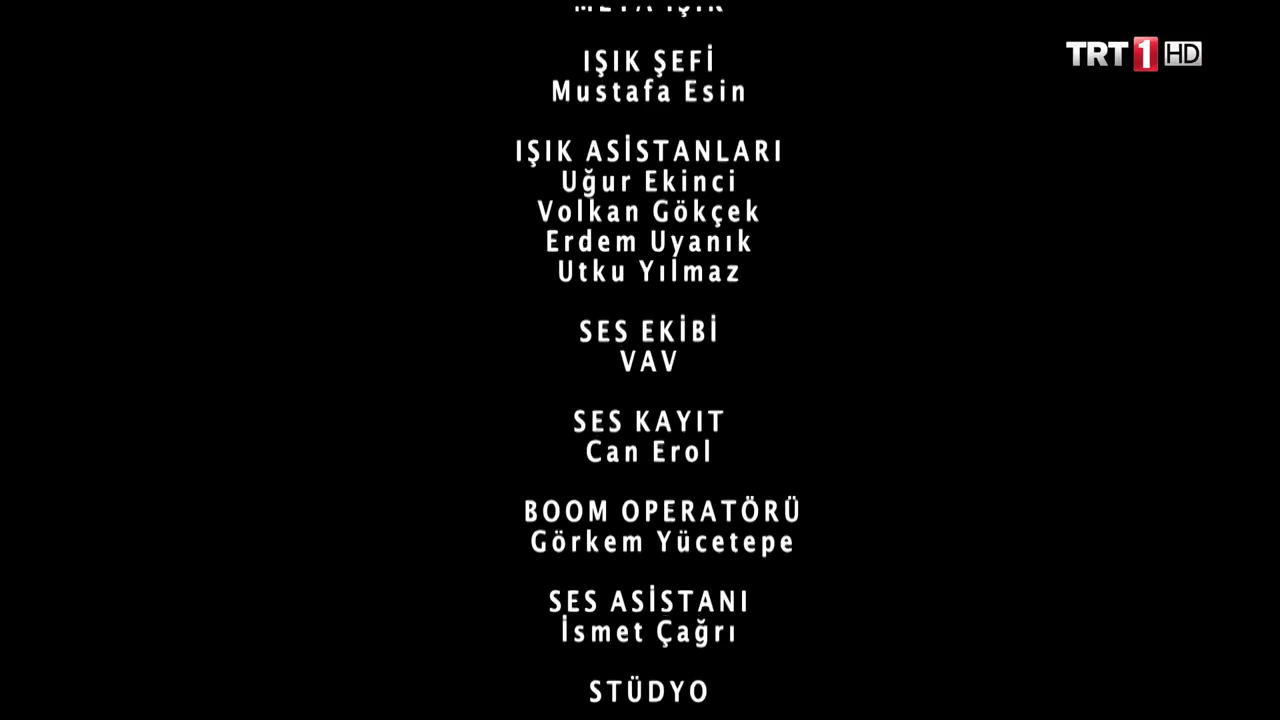 IŞIK ŞEFİ
Mustafa Esin
IŞIK ASİSTANLARI
Uğur Ekinci
Volkan Gökçek
Erdem Uyanık
Utku Yılmaz
SES EKİBİ
VAV
SES KAYIT
Can Erol
BOOM OPERATÖRÜ
Görkem Yücetepe
SES ASİSTANI
İsmet Çağrı
STÜDYO
TRT 1 HD